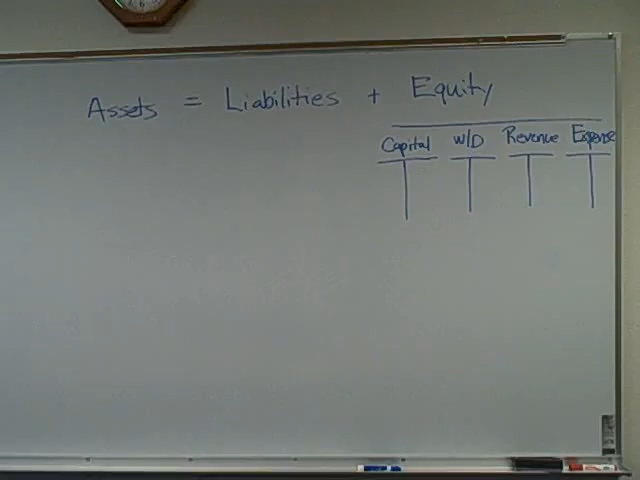 Assets = Liabilities + Equity
Capital W/D Revenue Expense